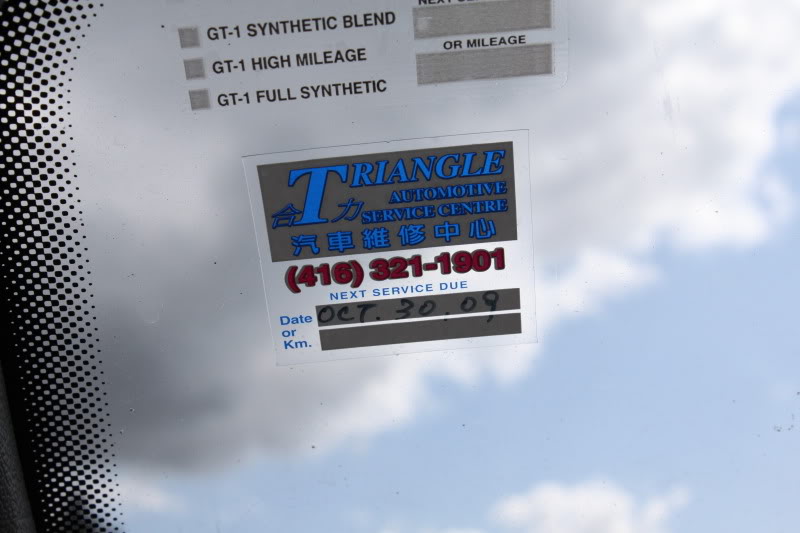 GT-1 SYNTHETIC BLEND
GT-1 HIGH MILEAGE
GT-1 FULL SYNTHETIC
NEXT
OR MILEAGE
TRIANGLE
AUTOMOTIVE
合力 SERVICE CENTRE
汽車維修中心
(416) 321-1901
NEXT SERVICE DUE
Date OCT. 30. 09
or
Km.